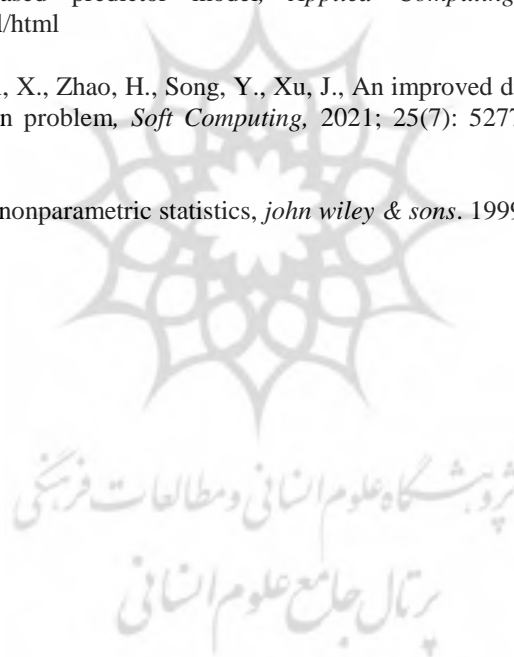 ased predictor model, Applied Computing
l/html
, X., Zhao, H., Song, Y., Xu, J., An improved d
n problem, Soft Computing, 2021; 25(7): 5277
nonparametric statistics, john wiley & sons. 1999
پژوهشگاه علوم انسانی و مطالعات فرهنگی
پرتال جامع علوم انسانی